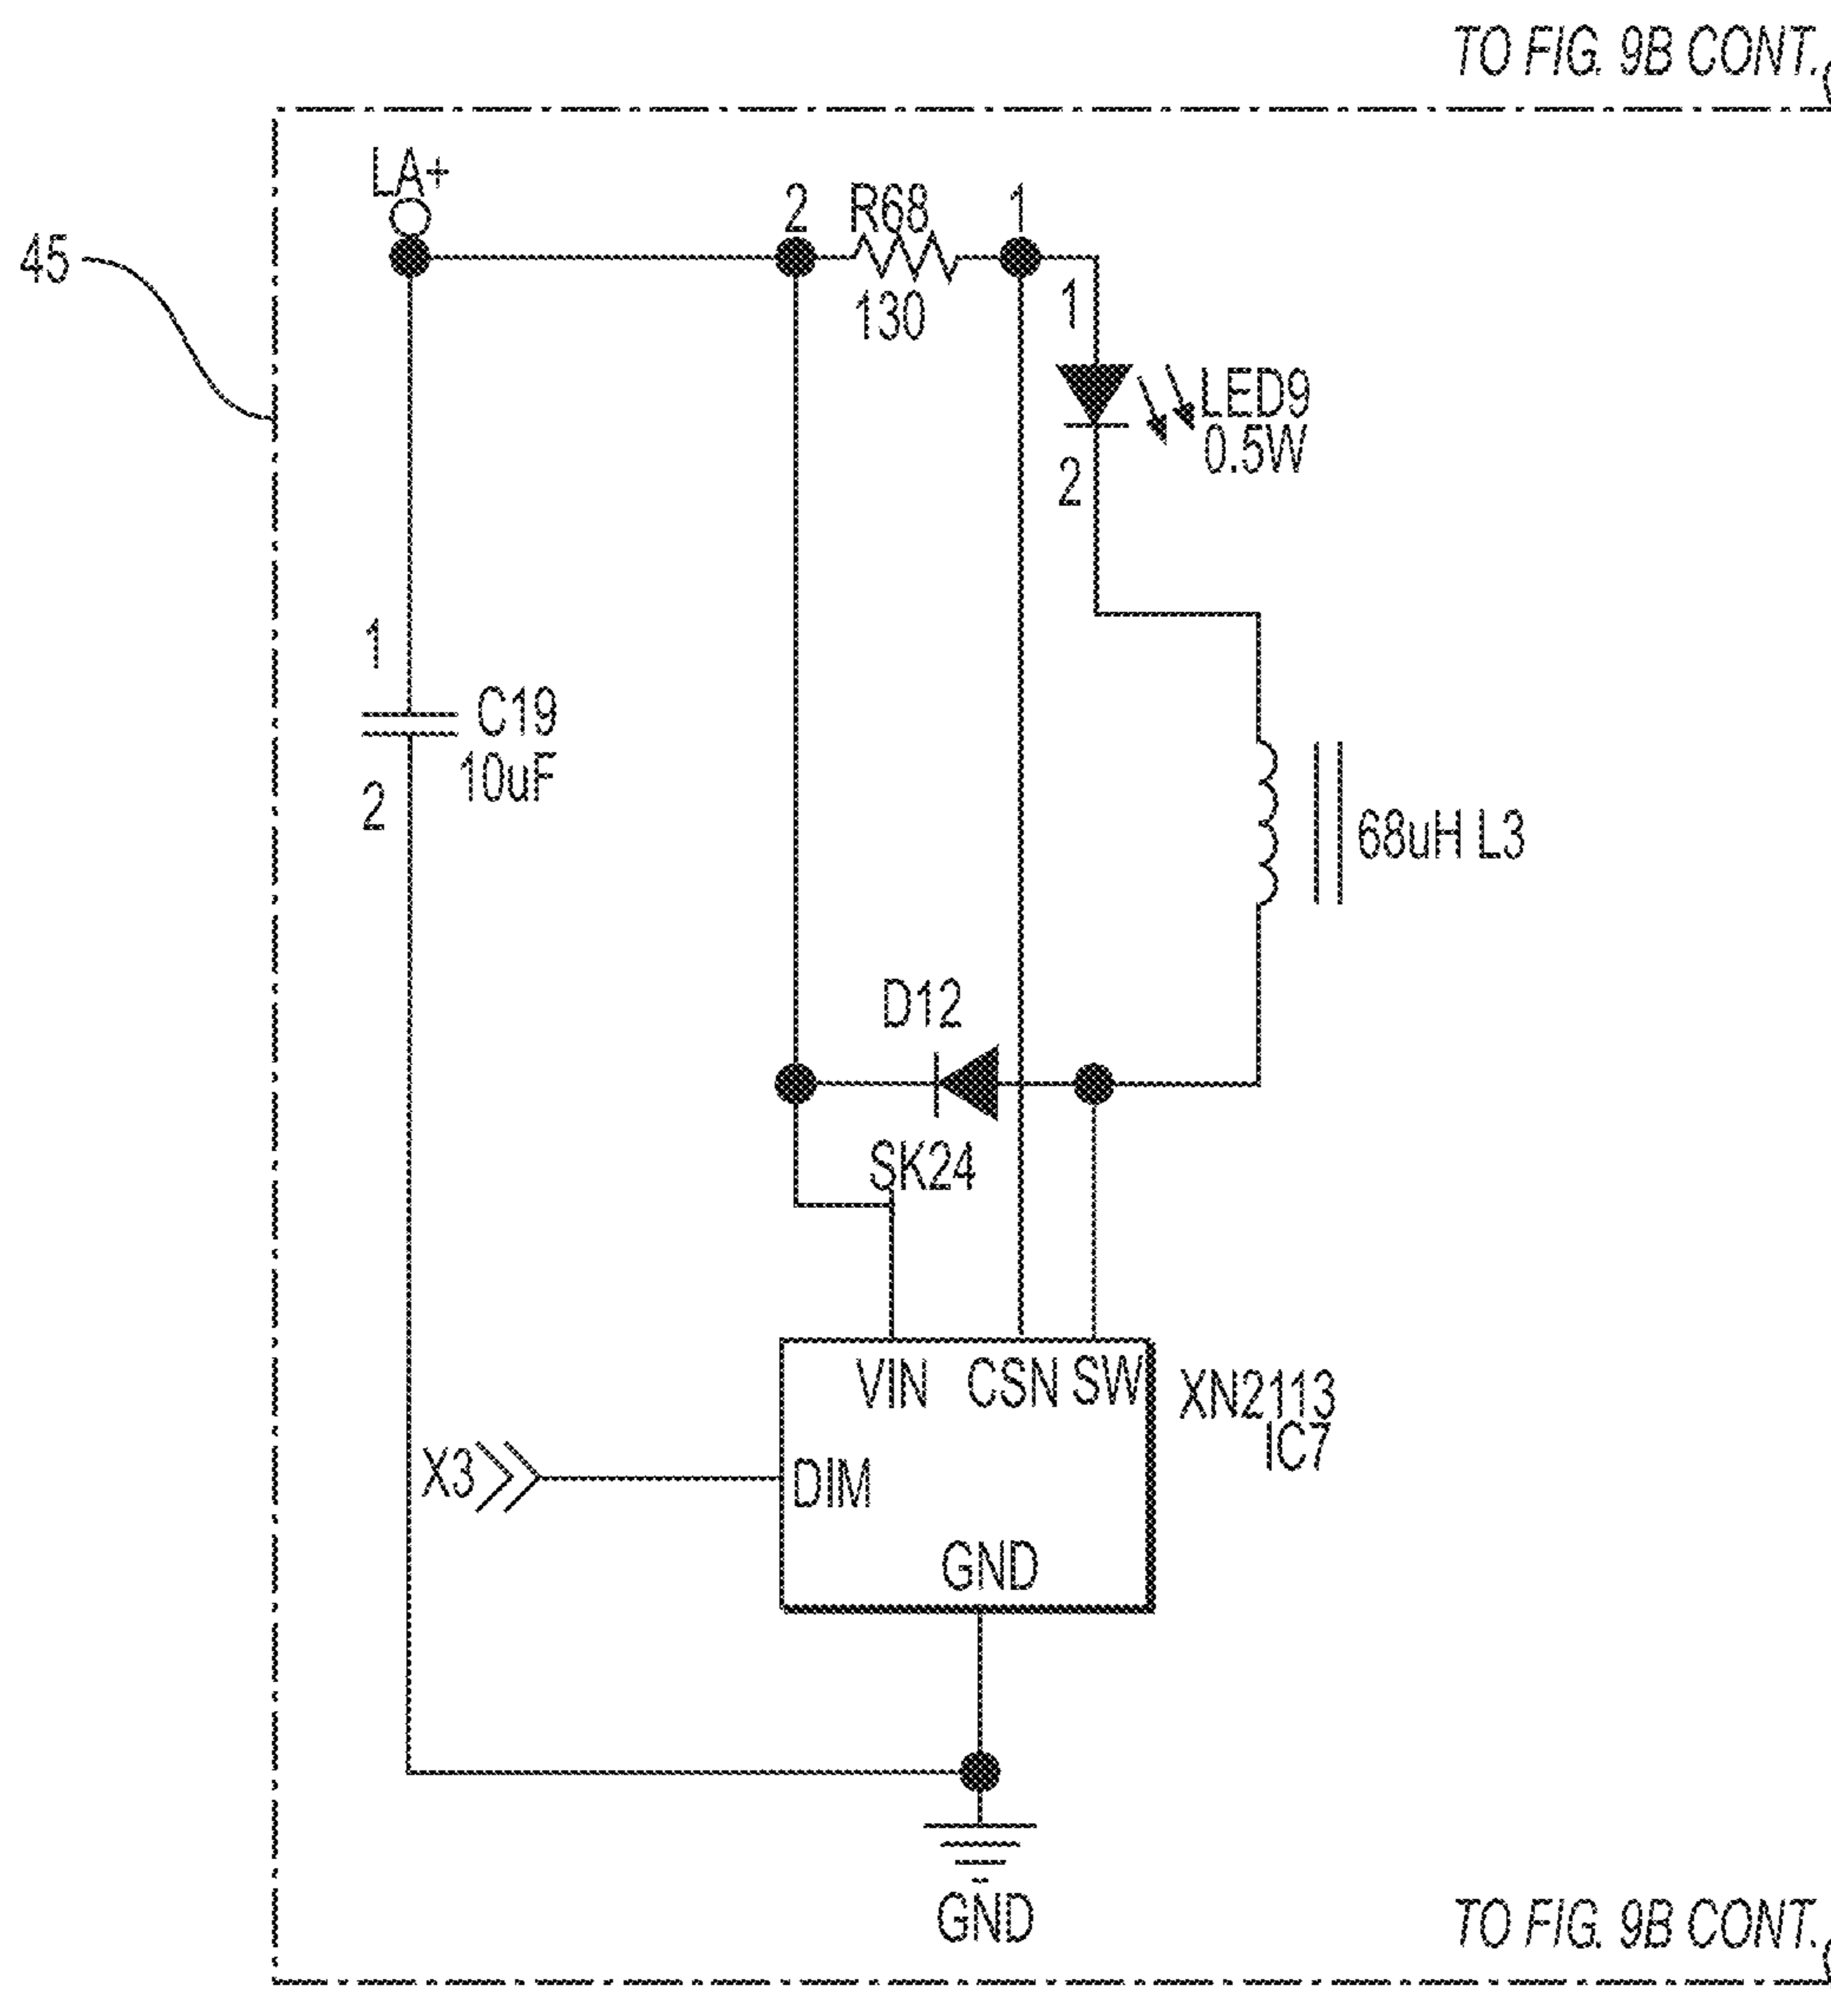 TO FIG. 9B CONT.
LA+
45
2 R68 1
130
1
LED9
0.5W
2
1
C19
10uF
2
68uH L3
D12
SK24
VIN CSN SW
XN2113
IC7
X3
DIM
GND
GND
TO FIG. 9B CONT.